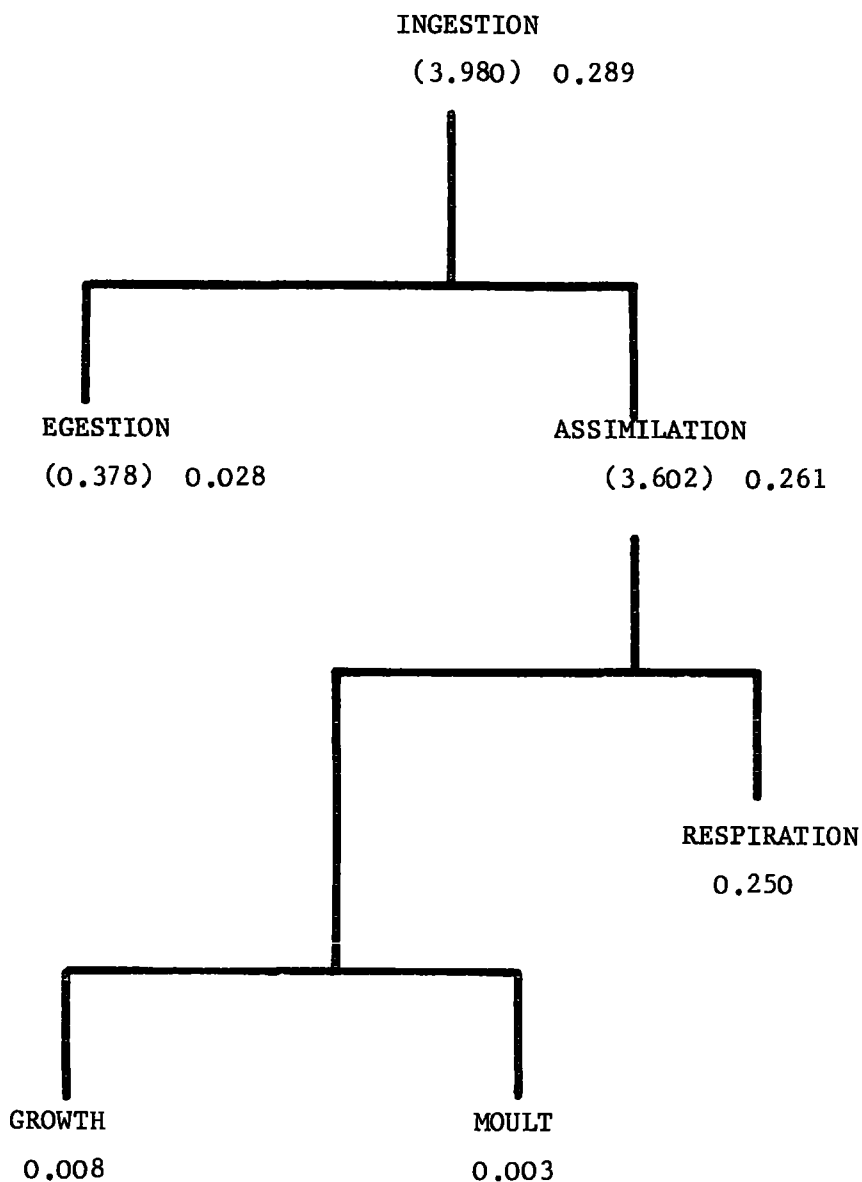 INGESTION
(3.980) 0.289
EGESTION
(0.378) 0.028
ASSIMILATION
(3.602) 0.261
RESPIRATION
0.250
GROWTH
0.008
MOULT
0.003